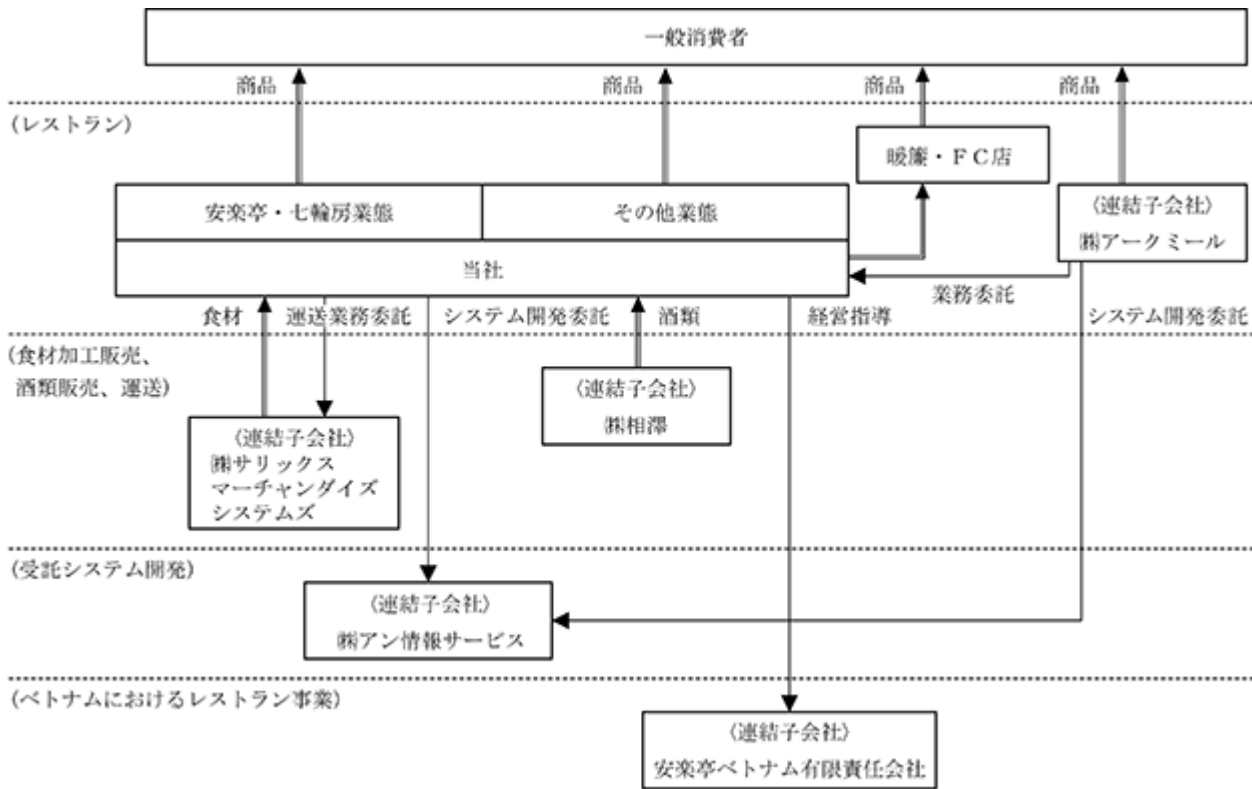 一般消費者
商品
商品
商品
商品
(レストラン)
暖簾・FC店
安楽亭・七輪房業態
その他業態
〈連結子会社〉
㈱アークミール
当社
業務委託
食材
運送業務委託
システム開発委託
酒類
経営指導
システム開発委託
(食材加工販売、
酒類販売、運送)
〈連結子会社〉
㈱相澤
〈連結子会社〉
㈱サリックス
マーチャンダイズ
システムズ
(受託システム開発)
〈連結子会社〉
㈱アン情報サービス
(ベトナムにおけるレストラン事業)
〈連結子会社〉
安楽亭ベトナム有限責任会社